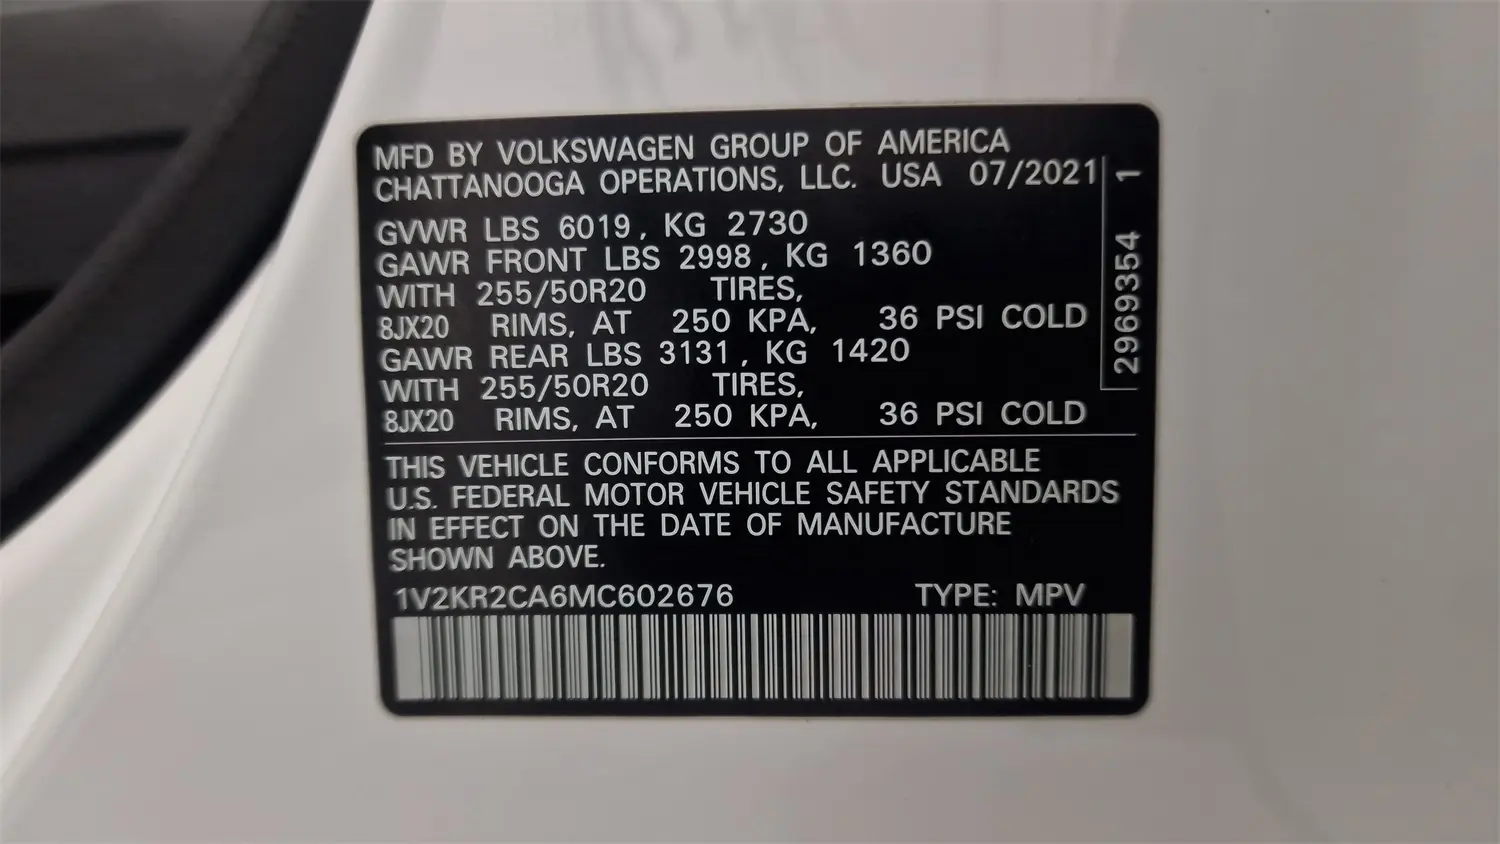 MFD BY VOLKSWAGEN GROUP OF AMERICA
CHATTANOOGA OPERATIONS, LLC. USA 07/2021
GVWR LBS 6019, KG 2730
GAWR FRONT LBS 2998, KG 1360
WITH 255/50R20 TIRES,
8JX20 RIMS, AT 250 KPA, 36 PSI COLD
GAWR REAR LBS 3131, KG 1420
WITH 255/50R20 TIRES,
8JX20 RIMS, AT 250 KPA, 36 PSI COLD
2969354 1
THIS VEHICLE CONFORMS TO ALL APPLICABLE
U.S. FEDERAL MOTOR VEHICLE SAFETY STANDARDS
IN EFFECT ON THE DATE OF MANUFACTURE
SHOWN ABOVE.
1V2KR2CA6MC602676 TYPE: MPV